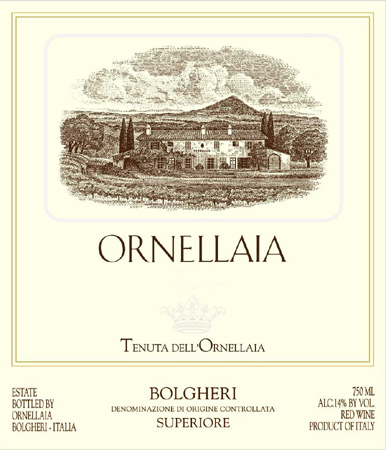 ORNELLAIA
TENUTA DELL'ORNELLAIA
ESTATE
BOTTLED BY
ORNELLAIA
BOLGHERI - ITALIA
BOLGHERI
DENOMINAZIONE DI ORIGINE CONTROLLATA
SUPERIORE
750 ML
ALC.14% BY VOL.
RED WINE
PRODUCT OF ITALY